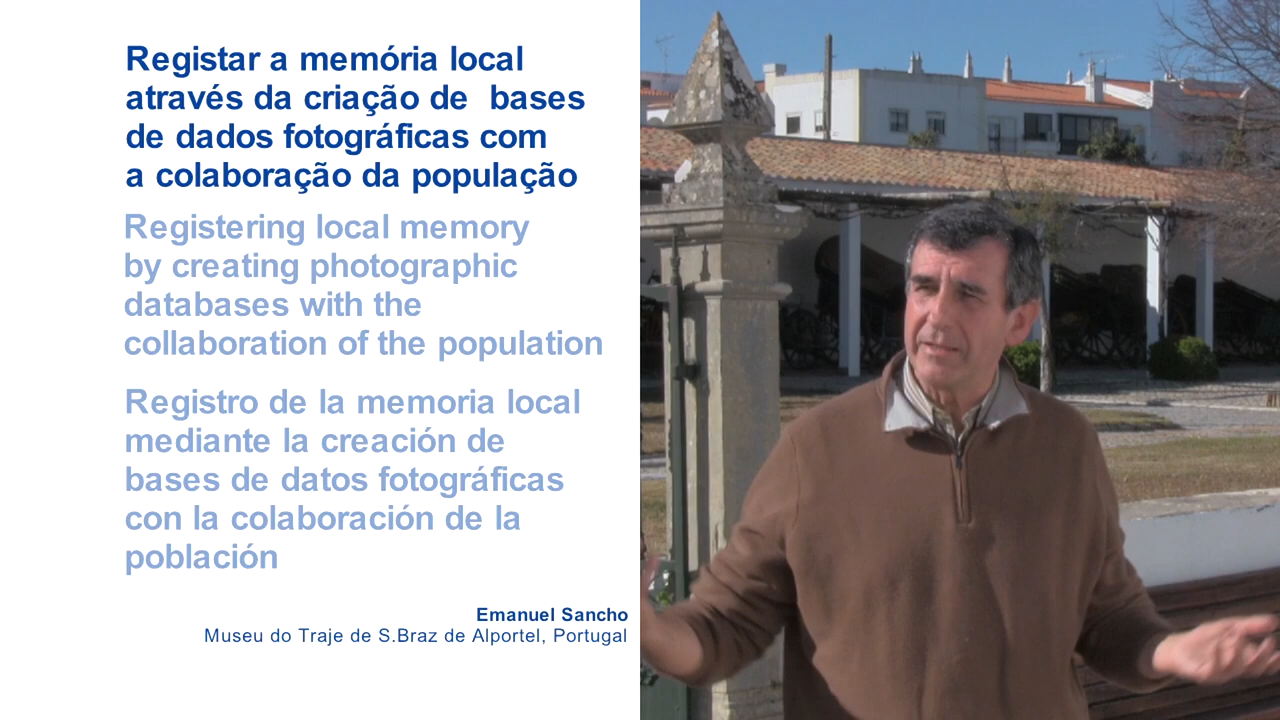 Registar a memória local
através da criação de  bases
de dados fotográficas com
a colaboração da população
Registering local memory
by creating photographic
databases with the
collaboration of the population
Registro de la memoria local
mediante la creación de
bases de datos fotográficas
con la colaboración de la
población
Emanuel Sancho
Museu do Traje de S.Braz de Alportel, Portugal